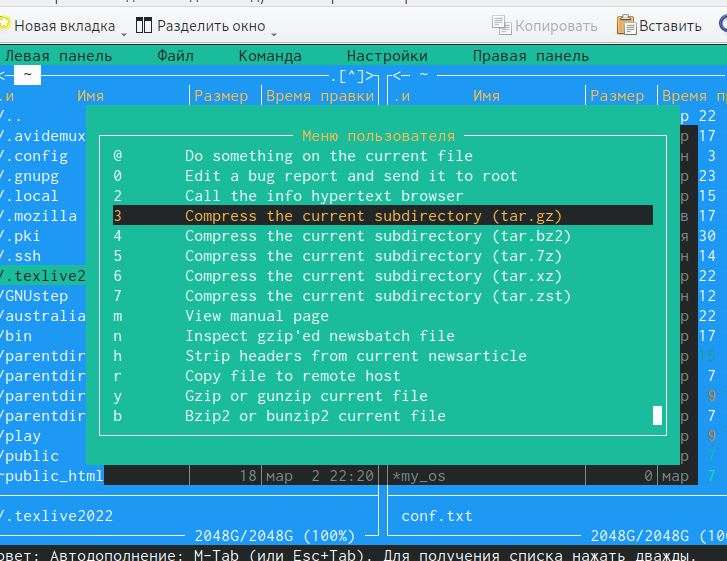 Новая вкладка Разделить окно Копировать Вставить
Левая панель Файл Команда Настройки Правая панель
<─ ~ .[^]> <─ ~
.и Имя Размер Время правки .и Имя Размер Время п
/.. р 22
/.avidemux р 17
/.config н 3
/.gnupg р 23
/.local р 15
/.mozilla в 17
/.pki я 30
/.ssh н 14
/.texlive2 р 22
/GNUstep н 12
/australia р 22
/bin р 17
/parentdir р 15
/parentdir р 7
/parentdir р 9
/parentdir р 7
/play р 9
/public р 7
~public_html 18 мар 2 22:20 *my_os 0 мар 7
Меню пользователя
@ Do something on the current file
0 Edit a bug report and send it to root
2 Call the info hypertext browser
3 Compress the current subdirectory (tar.gz)
4 Compress the current subdirectory (tar.bz2)
5 Compress the current subdirectory (tar.7z)
6 Compress the current subdirectory (tar.xz)
7 Compress the current subdirectory (tar.zst)
m View manual page
n Inspect gzip'ed newsbatch file
h Strip headers from current newsarticle
r Copy file to remote host
y Gzip or gunzip current file
b Bzip2 or bunzip2 current file
/.texlive2022 conf.txt
2048G/2048G (100%) 2048G/2048G (100
овет: Автодополнение: M-Tab (или Esc+Tab). Для получения списка нажать дважды.